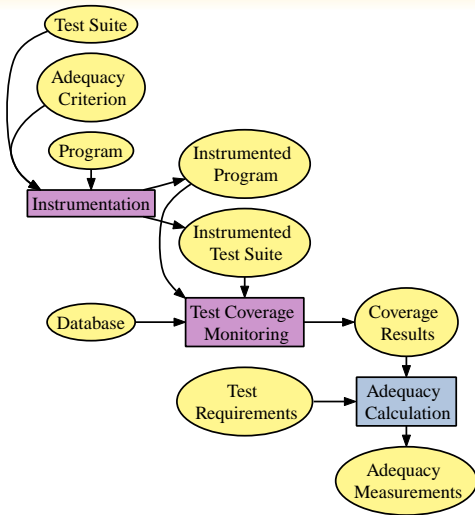 Test Suite
Adequacy
Criterion
Program
Instrumented
Program
Instrumentation
Instrumented
Test Suite
Database
Test Coverage
Monitoring
Coverage
Results
Test
Requirements
Adequacy
Calculation
Adequacy
Measurements